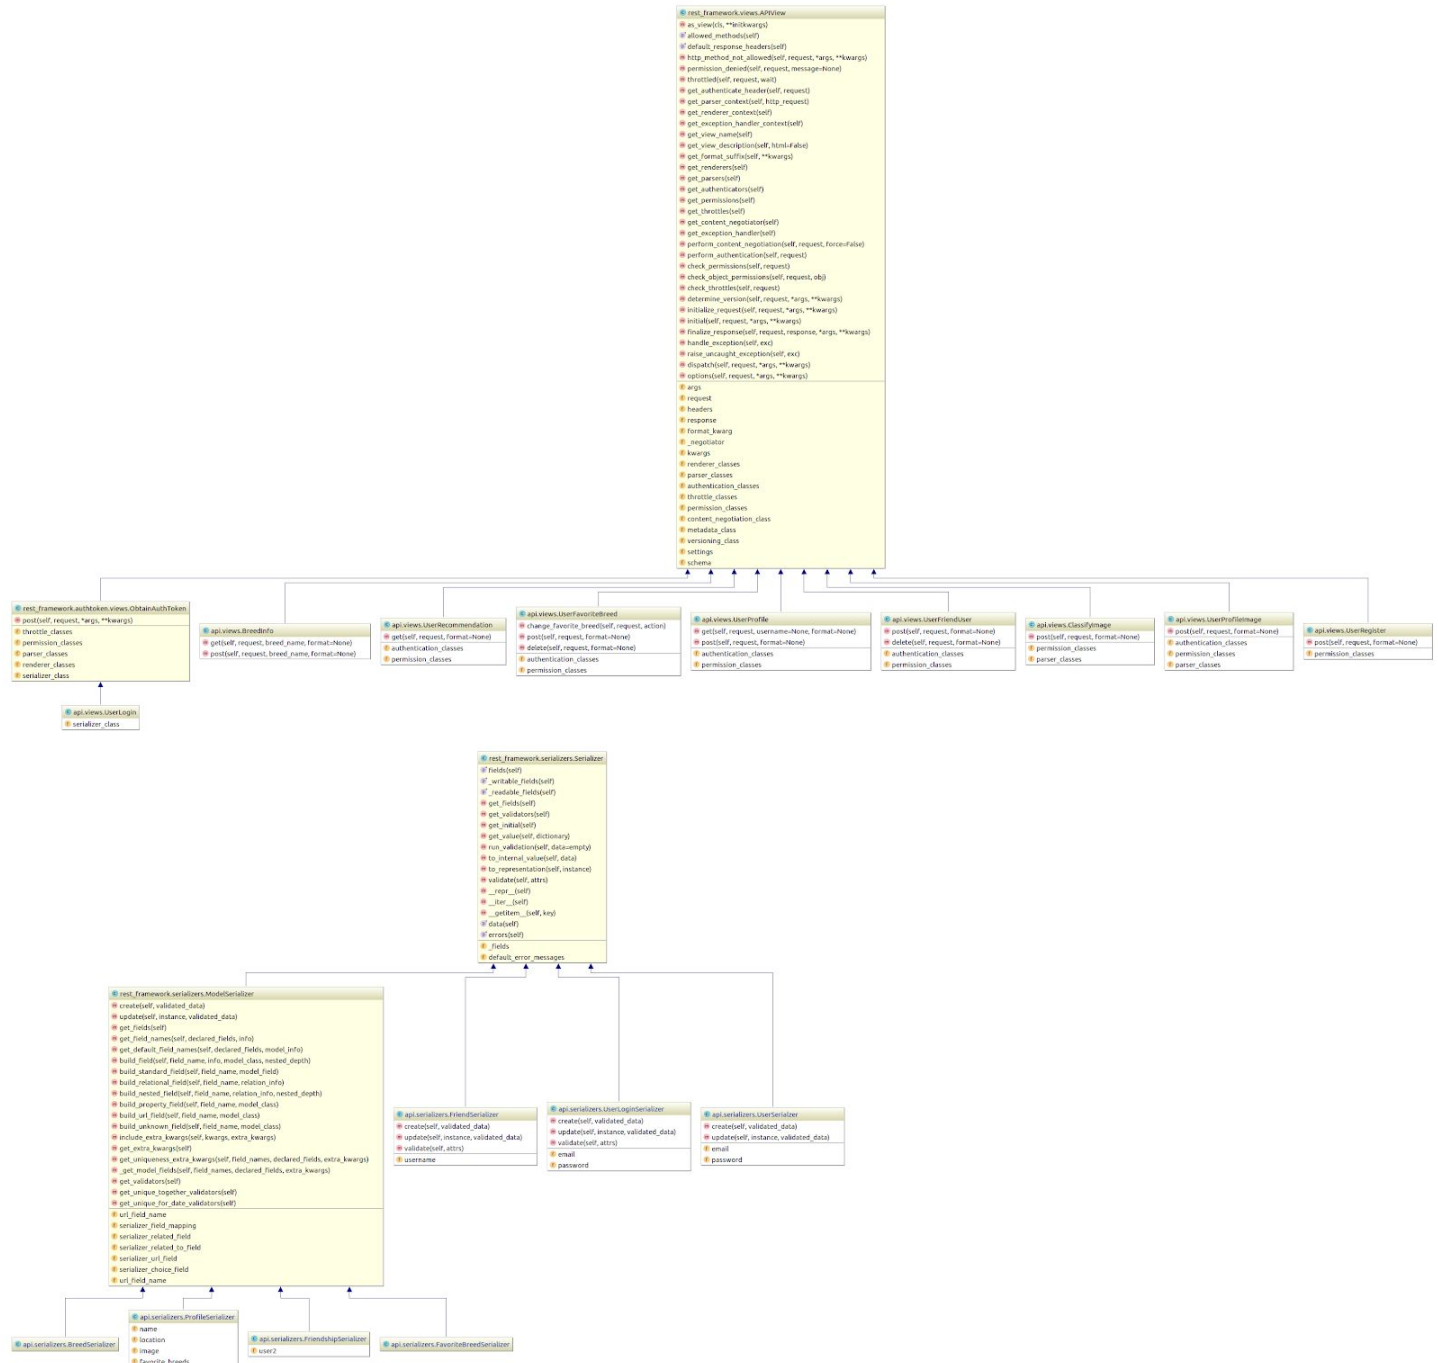 rest_framework.views.APIView
as_view(cls, **initkwargs)
allowed_methods(self)
default_response_headers(self)
http_method_not_allowed(self, request, *args, **kwargs)
permission_denied(self, request, message=None)
throttled(self, request, wait)
get_authenticate_header(self, request)
get_parser_context(self, http_request)
get_renderer_context(self)
get_exception_handler_context(self)
get_view_name(self)
get_view_description(self, html=False)
get_format_suffix(self, **kwargs)
get_renderers(self)
get_parsers(self)
get_authenticators(self)
get_permissions(self)
get_throttles(self)
get_content_negotiator(self)
get_exception_handler(self)
perform_content_negotiation(self, request, force=False)
perform_authentication(self, request)
check_permissions(self, request)
check_object_permissions(self, request, obj)
check_throttles(self, request)
determine_version(self, request, *args, **kwargs)
initialize_request(self, request, *args, **kwargs)
initial(self, request, *args, **kwargs)
finalize_response(self, request, response, *args, **kwargs)
handle_exception(self, exc)
raise_uncaught_exception(self, exc)
dispatch(self, request, *args, **kwargs)
options(self, request, *args, **kwargs)
args
request
headers
response
format_kwarg
_negotiator
kwargs
renderer_classes
parser_classes
authentication_classes
throttle_classes
permission_classes
content_negotiation_class
metadata_class
versioning_class
settings
schema
rest_framework.authtoken.views.ObtainAuthToken
post(self, request, *args, **kwargs)
throttle_classes
permission_classes
parser_classes
renderer_classes
serializer_class
api.views.UserLogin
serializer_class
api.views.BreedInfo
get(self, request, breed_name, format=None)
post(self, request, breed_name, format=None)
api.views.UserRecommendation
get(self, request, format=None)
authentication_classes
permission_classes
api.views.UserFavoriteBreed
change_favorite_breed(self, request, action)
post(self, request, format=None)
delete(self, request, format=None)
authentication_classes
permission_classes
api.views.UserProfile
get(self, request, username=None, format=None)
post(self, request, format=None)
authentication_classes
permission_classes
api.views.UserFriendUser
post(self, request, format=None)
delete(self, request, format=None)
authentication_classes
permission_classes
api.views.ClassifyImage
post(self, request, format=None)
permission_classes
parser_classes
api.views.UserProfileImage
post(self, request, format=None)
authentication_classes
permission_classes
parser_classes
api.views.UserRegister
post(self, request, format=None)
permission_classes
rest_framework.serializers.Serializer
fields(self)
_writable_fields(self)
_readable_fields(self)
get_fields(self)
get_validators(self)
get_initial(self)
get_value(self, dictionary)
run_validation(self, data=empty)
to_internal_value(self, data)
to_representation(self, instance)
validate(self, attrs)
__repr__(self)
__iter__(self)
__getitem__(self, key)
data(self)
errors(self)
_fields
default_error_messages
rest_framework.serializers.ModelSerializer
create(self, validated_data)
update(self, instance, validated_data)
get_fields(self)
get_field_names(self, declared_fields, info)
get_default_field_names(self, declared_fields, model_info)
build_field(self, field_name, info, model_class, nested_depth)
build_standard_field(self, field_name, model_field)
build_relational_field(self, field_name, relation_info)
build_nested_field(self, field_name, relation_info, nested_depth)
build_property_field(self, field_name, model_class)
build_url_field(self, field_name, model_class)
build_unknown_field(self, field_name, model_class)
include_extra_kwargs(self, kwargs, extra_kwargs)
get_extra_kwargs(self)
get_uniqueness_extra_kwargs(self, field_names, declared_fields, extra_kwargs)
_get_model_fields(self, field_names, declared_fields, extra_kwargs)
get_validators(self)
get_unique_together_validators(self)
get_unique_for_date_validators(self)
url_field_name
serializer_field_mapping
serializer_related_field
serializer_related_to_field
serializer_url_field
serializer_choice_field
url_field_name
api.serializers.FriendSerializer
create(self, validated_data)
update(self, instance, validated_data)
validate(self, attrs)
username
api.serializers.UserLoginSerializer
create(self, validated_data)
update(self, instance, validated_data)
validate(self, attrs)
email
password
api.serializers.UserSerializer
create(self, validated_data)
update(self, instance, validated_data)
email
password
api.serializers.BreedSerializer
api.serializers.ProfileSerializer
name
location
image
favorite_breeds
api.serializers.FriendshipSerializer
user2
api.serializers.FavoriteBreedSerializer